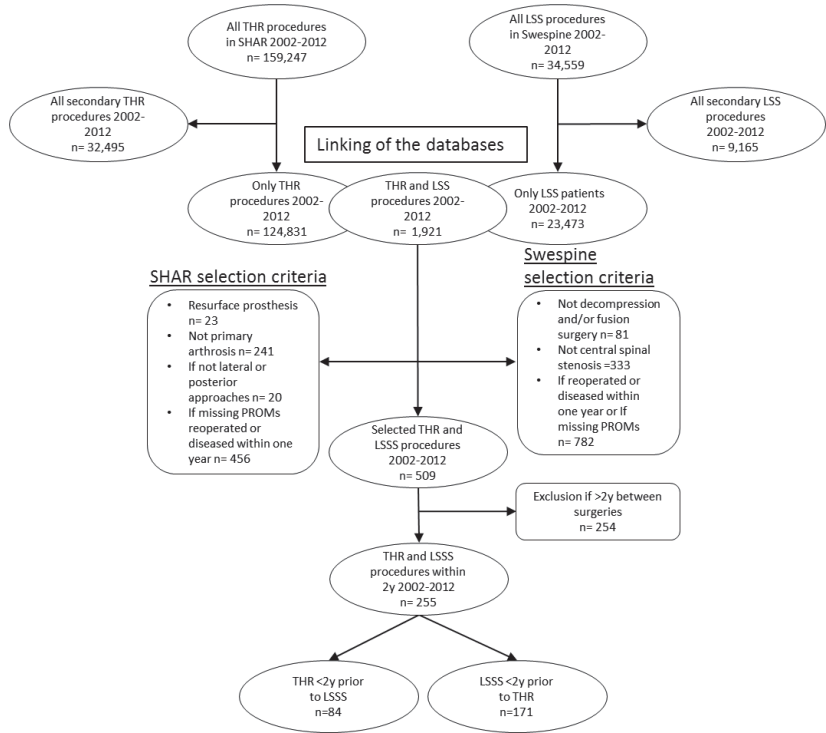 All THR procedures
in SHAR 2002-2012
n= 159,247
All LSS procedures
in Swespine 2002-
2012
n= 34,559
All secondary THR
procedures 2002-
2012
n= 32,495
All secondary LSS
procedures
2002-2012
n= 9,165
Linking of the databases
Only THR
procedures 2002-
2012
n= 124,831
THR and LSS
procedures 2002-
2012
n= 1,921
Only LSS patients
2002-2012
n= 23,473
SHAR selection criteria
• Resurface prosthesis
n= 23
• Not primary
arthrosis n= 241
• If not lateral or
posterior
approaches n= 20
• If missing PROMs
reoperated or
diseased within one
year n= 456
Swespine
selection criteria
• Not decompression
and/or fusion
surgery n= 81
• Not central spinal
stenosis =333
• If reoperated or
diseased within
one year or If
missing PROMs
n= 782
Selected THR and
LSSS procedures
2002-2012
n= 509
Exclusion if >2y between
surgeries
n= 254
THR and LSSS
procedures within
2y 2002-2012
n= 255
THR <2y prior
to LSSS
n=84
LSSS <2y prior
to THR
n=171